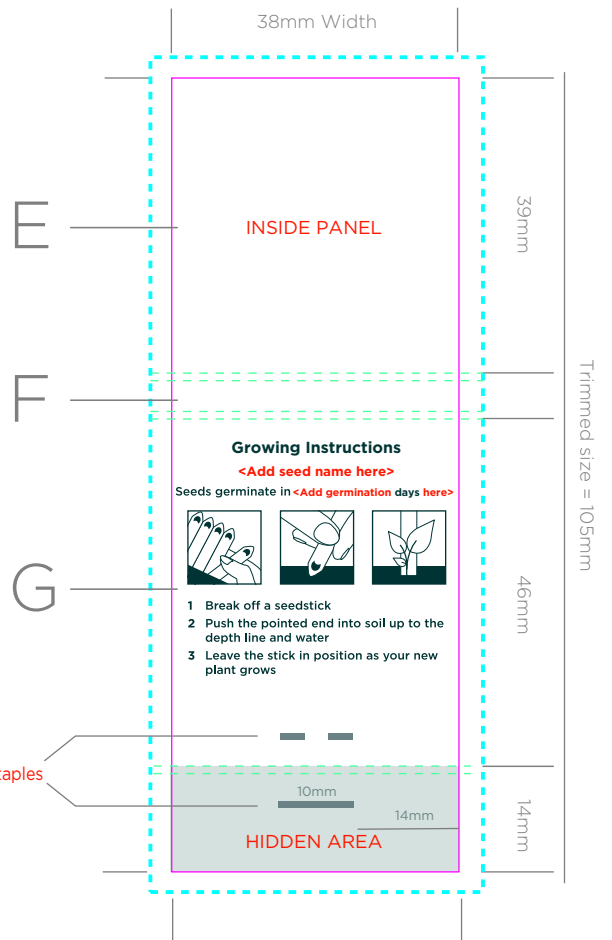 38mm Width
E
INSIDE PANEL
39mm
F
Trimmed size = 105mm
Growing Instructions
<Add seed name here>
Seeds germinate in <Add germination days here>
G
46mm
1 Break off a seedstick
2 Push the pointed end into soil up to the
depth line and water
3 Leave the stick in position as your new
plant grows
10mm
14mm
14mm
HIDDEN AREA